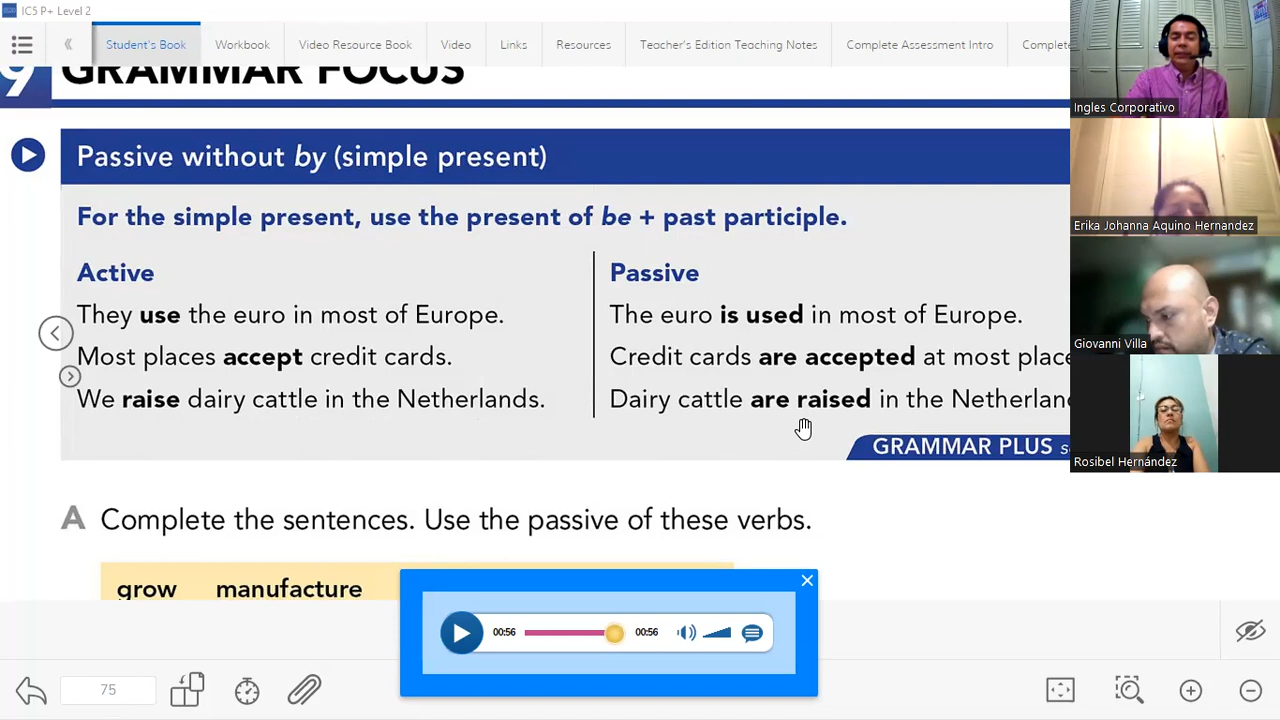 IC5 P+ Level 2
Student's Book
Workbook
Video Resource Book
Resources
Teacher's Edition Teaching Notes
Complete Assessment Intro
Complete
9 GRAMMAR FOCUS
Passive without by (simple present)
For the simple present, use the present of be + past participle.
Active
They use the euro in most of Europe.
Most places accept credit cards.
We raise dairy cattle in the Netherlands.
Passive
The euro is used in most of Europe.
Credit cards are accepted at most place
Dairy cattle are raised in the Netherlan
GRAMMAR PLUS
A Complete the sentences. Use the passive of these verbs.
grow manufacture
00:56 00:56
75
Ingles Corporativo
Erika Johanna Aquino Hernandez
Giovanni Villa
Rosibel Hernández